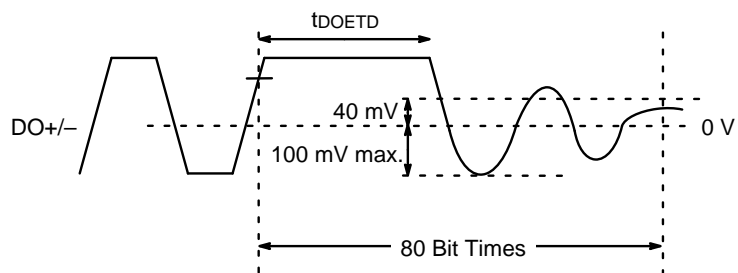 tDOETD
40 mV
DO+/–
0 V
100 mV max.
80 Bit Times